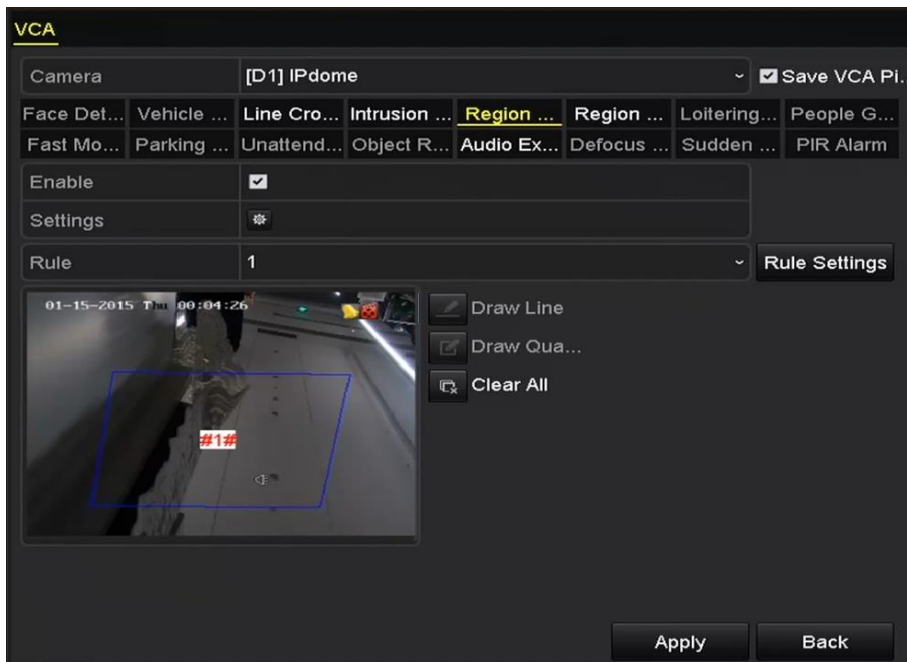 VCA
Camera [D1] IPdome Save VCA Pi.
Face Det... Vehicle ... Line Cro... Intrusion ... Region ... Region ... Loitering... People G...
Fast Mo... Parking ... Unattend... Object R... Audio Ex... Defocus ... Sudden ... PIR Alarm
Enable
Settings
Rule 1 Rule Settings
01-15-2015 Thu 00:04:26
Draw Line
Draw Qua...
Clear All
#1#
Apply Back